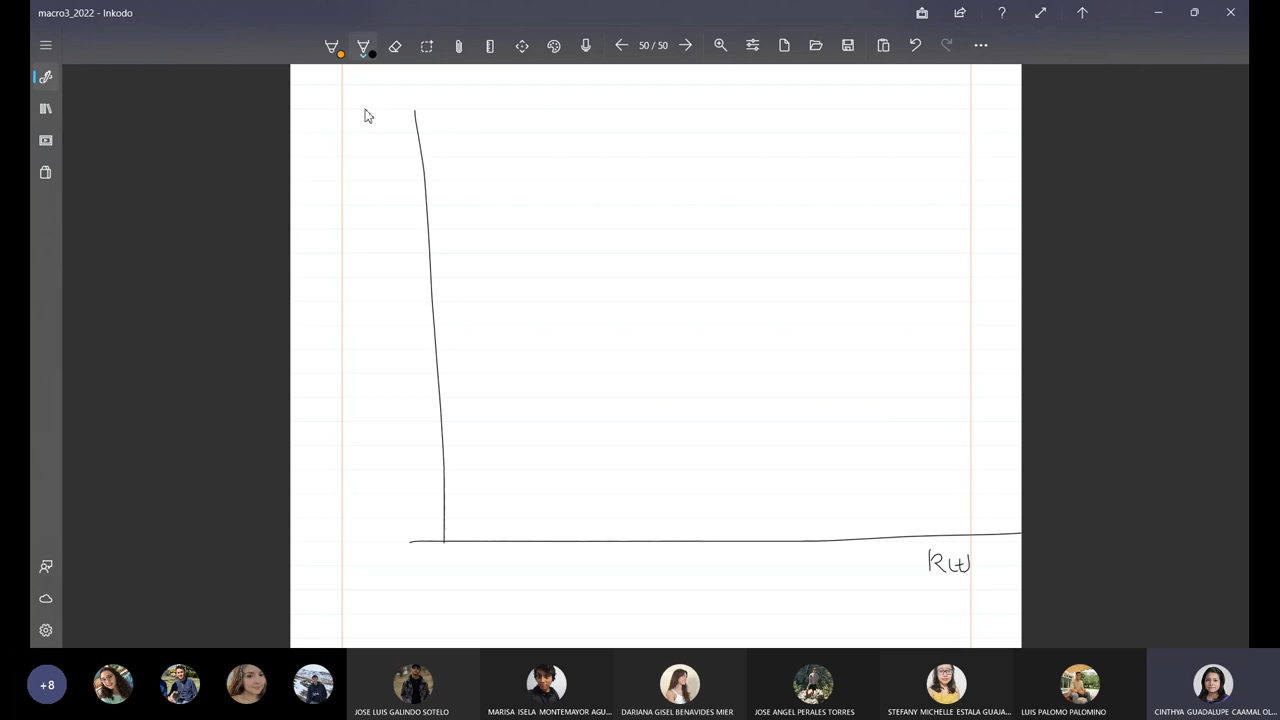 macro3_2022 - Inkodo
50 / 50
k(t)
+8
JOSE LUIS GALINDO SOTELO
MARISA ISELA MONTEMAYOR AGU...
DARIANA GISEL BENAVIDES MIER
JOSE ANGEL PERALES TORRES
STEFANY MICHELLE ESTALA GUAJA...
LUIS PALOMO PALOMINO
CINTHYA GUADALUPE CAAMAL OL...